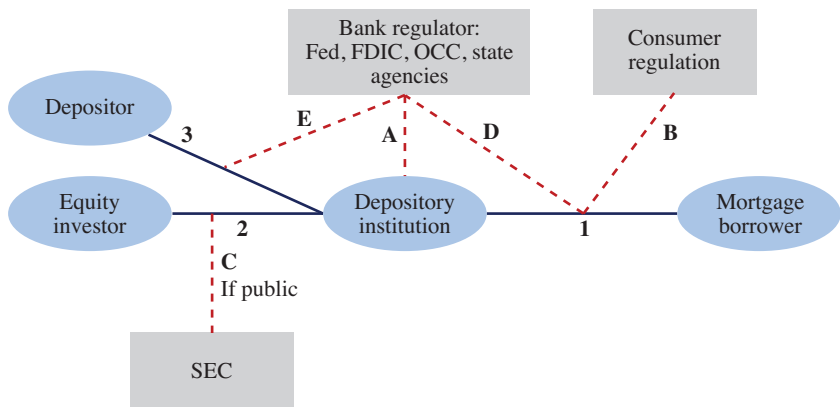 Bank regulator:
Fed, FDIC, OCC, state
agencies
Consumer
regulation
Depositor
3
E
A
D
B
Equity
investor
2
Depository
institution
1
Mortgage
borrower
C
If public
SEC